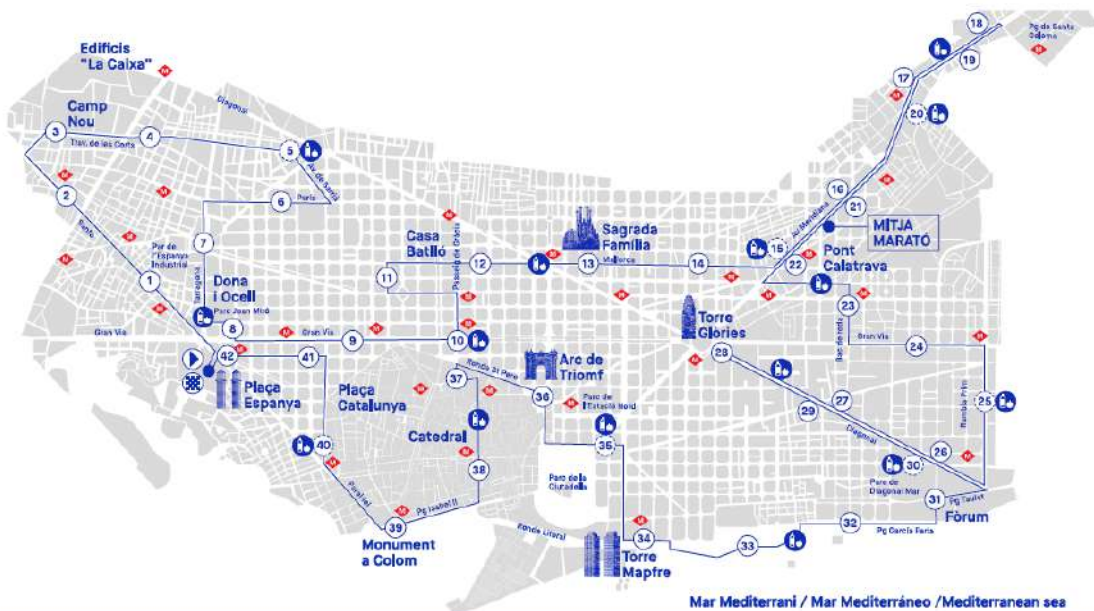 18
Pg de Santa
Coloma
19
17
20
Edificis
"La Caixa"
Diagonal
Camp
Nou
3
Trav. de les Corts
4
5
Av. de Sarrià
2
6
París
7
16
21
Av. Meridiana
MITJA
MARATÓ
Sants
Parc de
l'Espanya
Industrial
1
Tarragona
Casa
Batlló
Passeig de Gràcia
11
12
Sagrada
Família
13
Mallorca
14
15
22
Pont
Calatrava
Dona
i Ocell
Parc Joan Miró
8
Gran Via
Gran Via
9
10
Torre
Glòries
23
Bac de roda
Gran Via
24
42
41
Plaça
Espanya
Plaça
Catalunya
Ronda St Pere
37
Arc de
Triomf
36
Parc de
l'Estació Nord
28
27
29
Diagonal
Rambla Prim
25
26
40
Catedral
35
30
Parc de
Diagonal Mar
38
Parc de la
Ciutadella
Paral·lel
Pg Isabel II
39
Monument
a Colom
Ronda Litoral
Torre
Mapfre
34
33
32
Pg García Faria
31
Pg Taulat
Fòrum
Mar Mediterrani / Mar Mediterráneo /Mediterranean sea